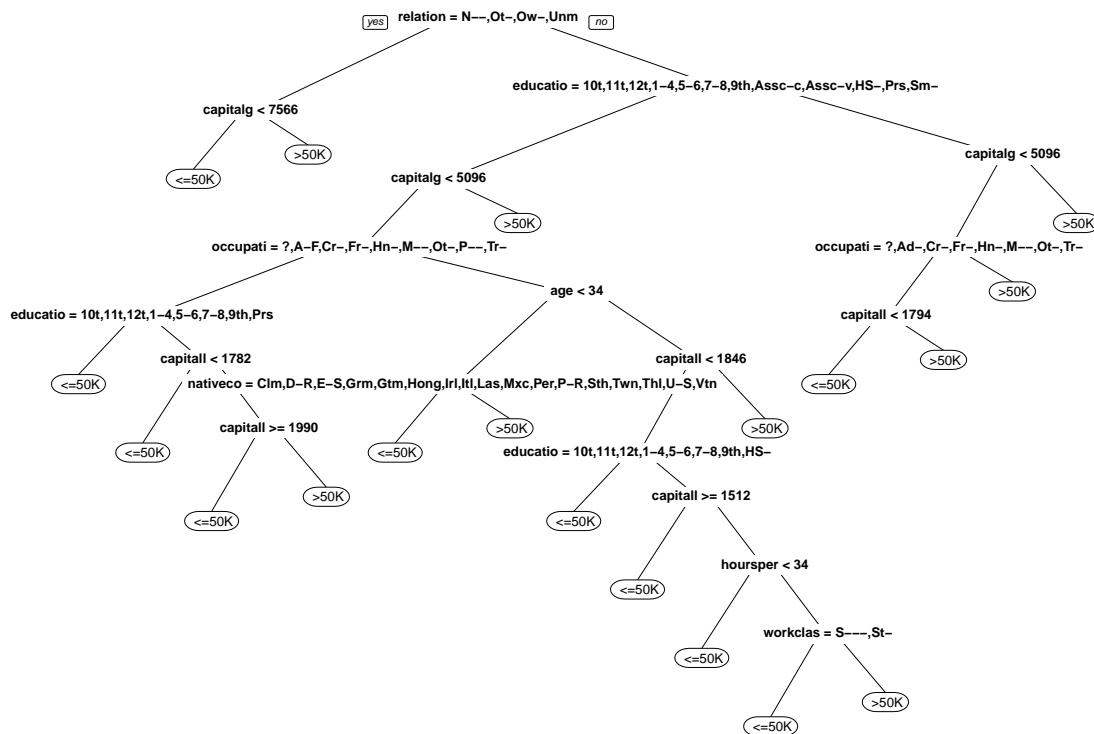 yes relation = N−−,Ot−,Ow−,Unm no
educatio = 10t,11t,12t,1−4,5−6,7−8,9th,Assc−c,Assc−v,HS−,Prs,Sm−
capitalg < 7566
>50K
capitalg < 5096
<=50K
capitalg < 5096
>50K
>50K
occupati = ?,A−F,Cr−,Fr−,Hn−,M−−,Ot−,P−−,Tr−
occupati = ?,Ad−,Cr−,Fr−,Hn−,M−−,Ot−,Tr−
age < 34
>50K
educatio = 10t,11t,12t,1−4,5−6,7−8,9th,Prs
capitall < 1794
capitall < 1782
capitall < 1846
>50K
<=50K
<=50K
nativeco = Clm,D−R,E−S,Grm,Gtm,Hong,Irl,Itl,Las,Mxc,Per,P−R,Sth,Twn,Thl,U−S,Vtn
capitall >= 1990
>50K
>50K
<=50K
<=50K
educatio = 10t,11t,12t,1−4,5−6,7−8,9th,HS−
>50K
capitall >= 1512
<=50K
<=50K
hoursper < 34
<=50K
workclas = S−−−,St−
<=50K
>50K
<=50K